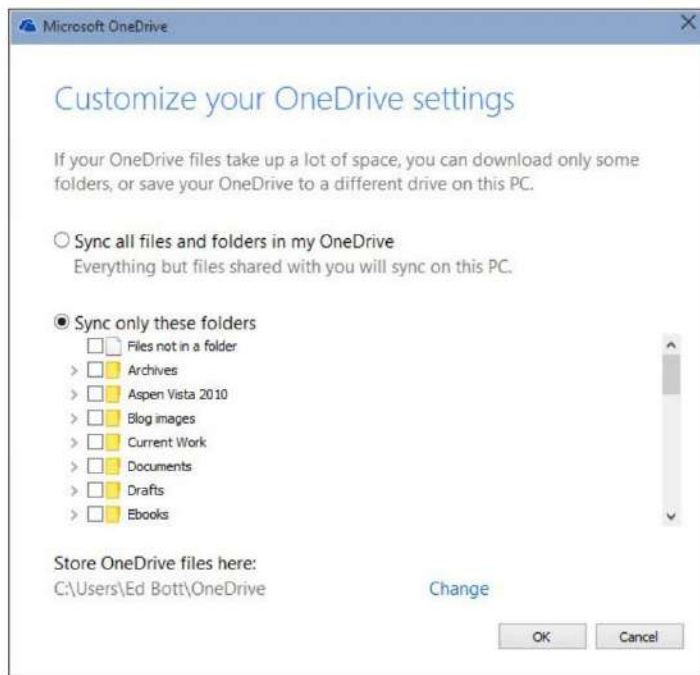 Microsoft OneDrive
Customize your OneDrive settings
If your OneDrive files take up a lot of space, you can download only some
folders, or save your OneDrive to a different drive on this PC.
Sync all files and folders in my OneDrive
Everything but files shared with you will sync on this PC.
Sync only these folders
Files not in a folder
Archives
Aspen Vista 2010
Blog images
Current Work
Documents
Drafts
Ebooks
Store OneDrive files here:
C:\Users\Ed Bott\OneDrive Change
OK Cancel